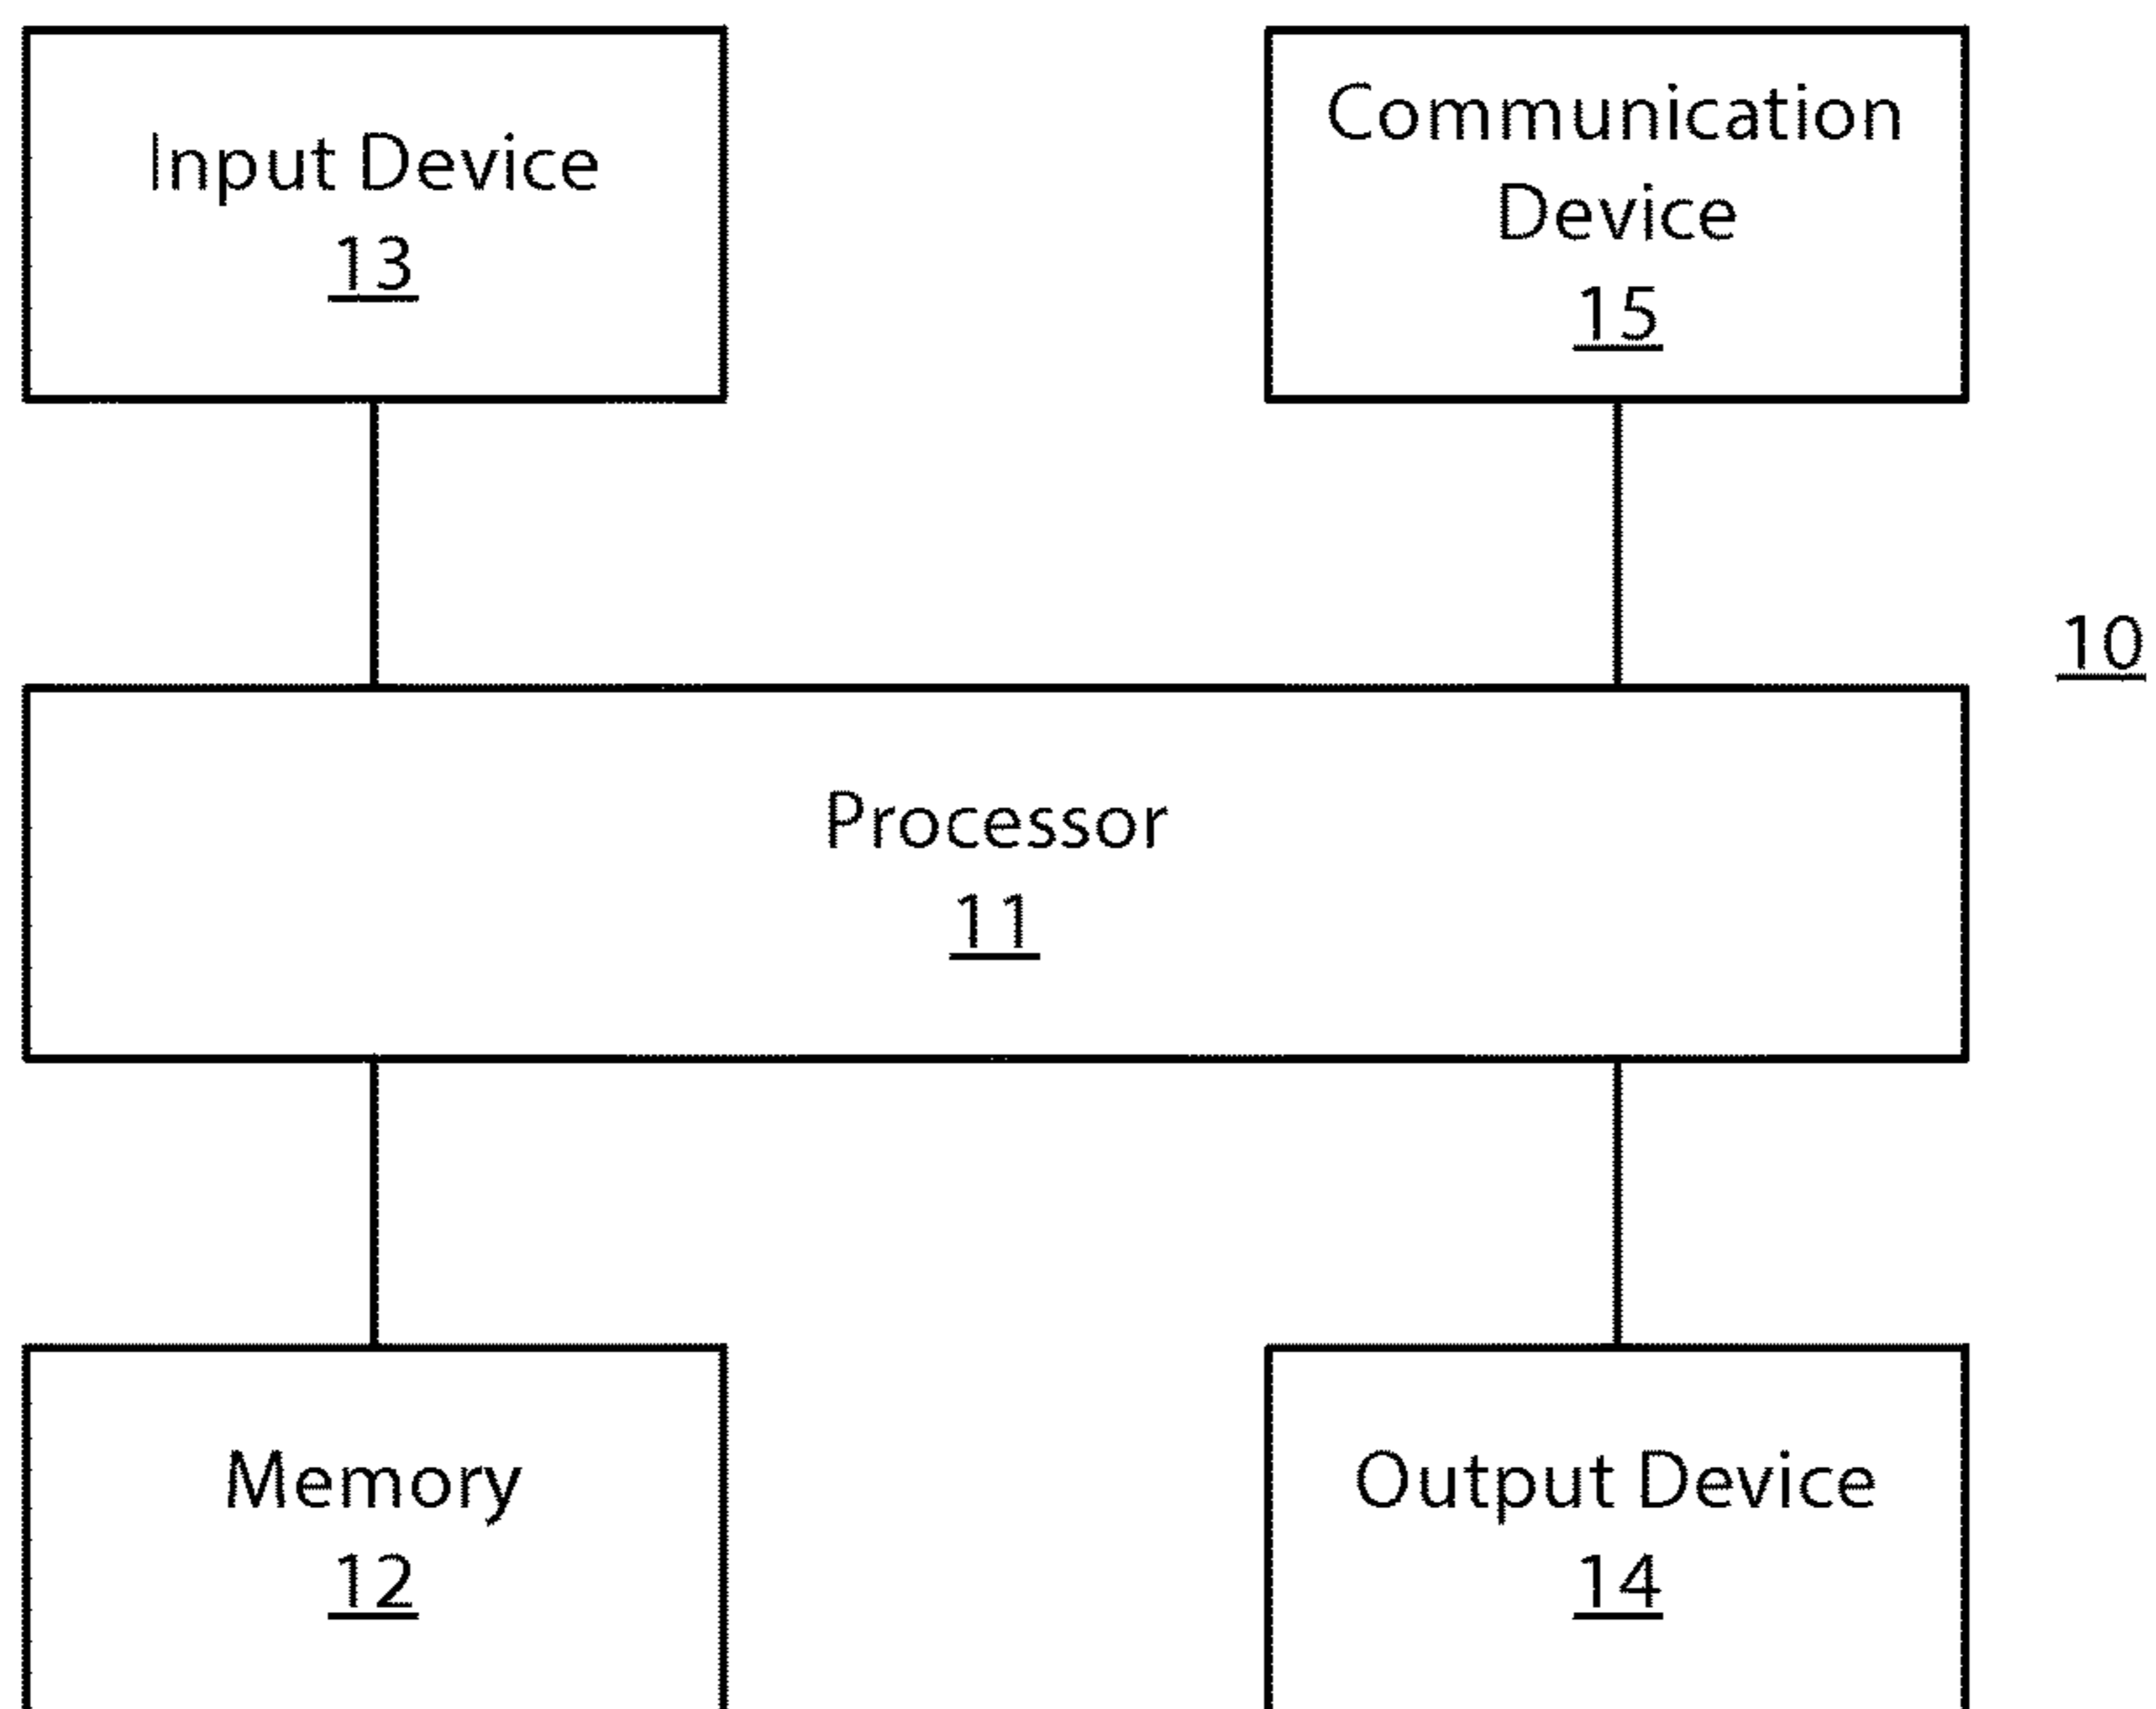 Input Device
13
Communication
Device
15
10
Processor
11
Memory
12
Output Device
14